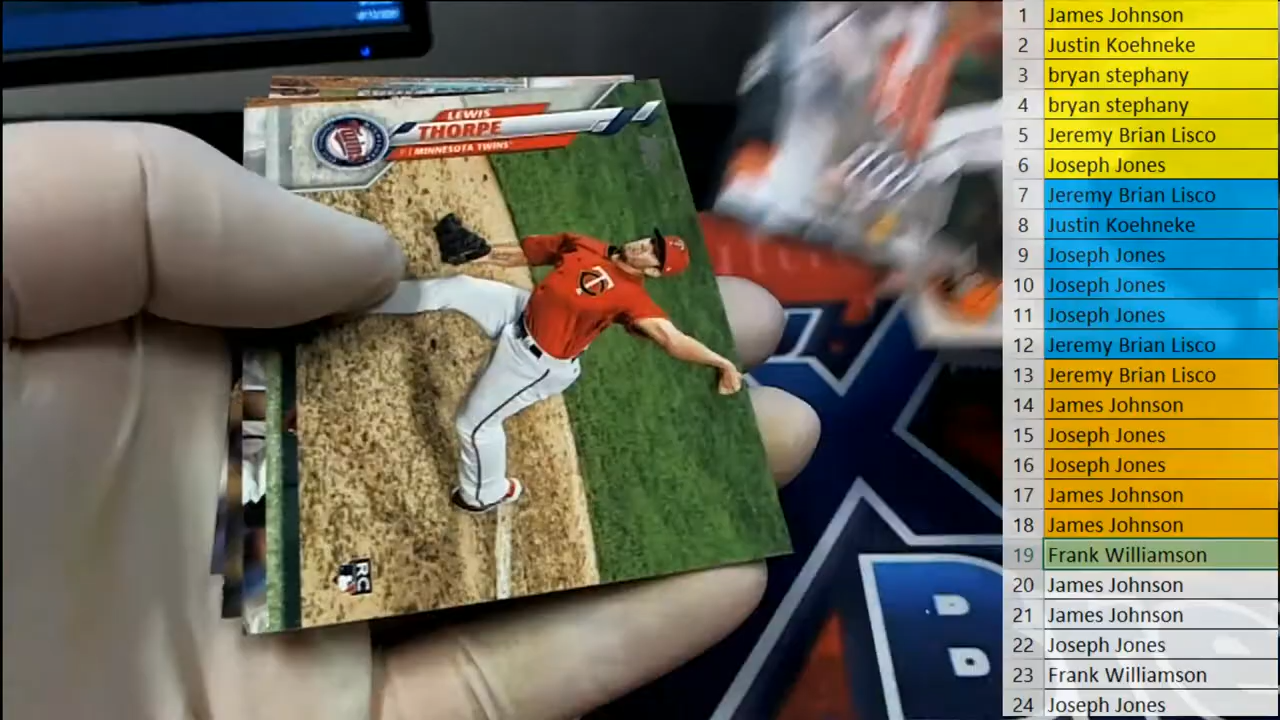 LEWIS
THORPE
MINNESOTA TWINS
Twins
RC
1 James Johnson
2 Justin Koehneke
3 bryan stephany
4 bryan stephany
5 Jeremy Brian Lisco
6 Joseph Jones
7 Jeremy Brian Lisco
8 Justin Koehneke
9 Joseph Jones
10 Joseph Jones
11 Joseph Jones
12 Jeremy Brian Lisco
13 Jeremy Brian Lisco
14 James Johnson
15 Joseph Jones
16 Joseph Jones
17 James Johnson
18 James Johnson
19 Frank Williamson
20 James Johnson
21 James Johnson
22 Joseph Jones
23 Frank Williamson
24 Joseph Jones